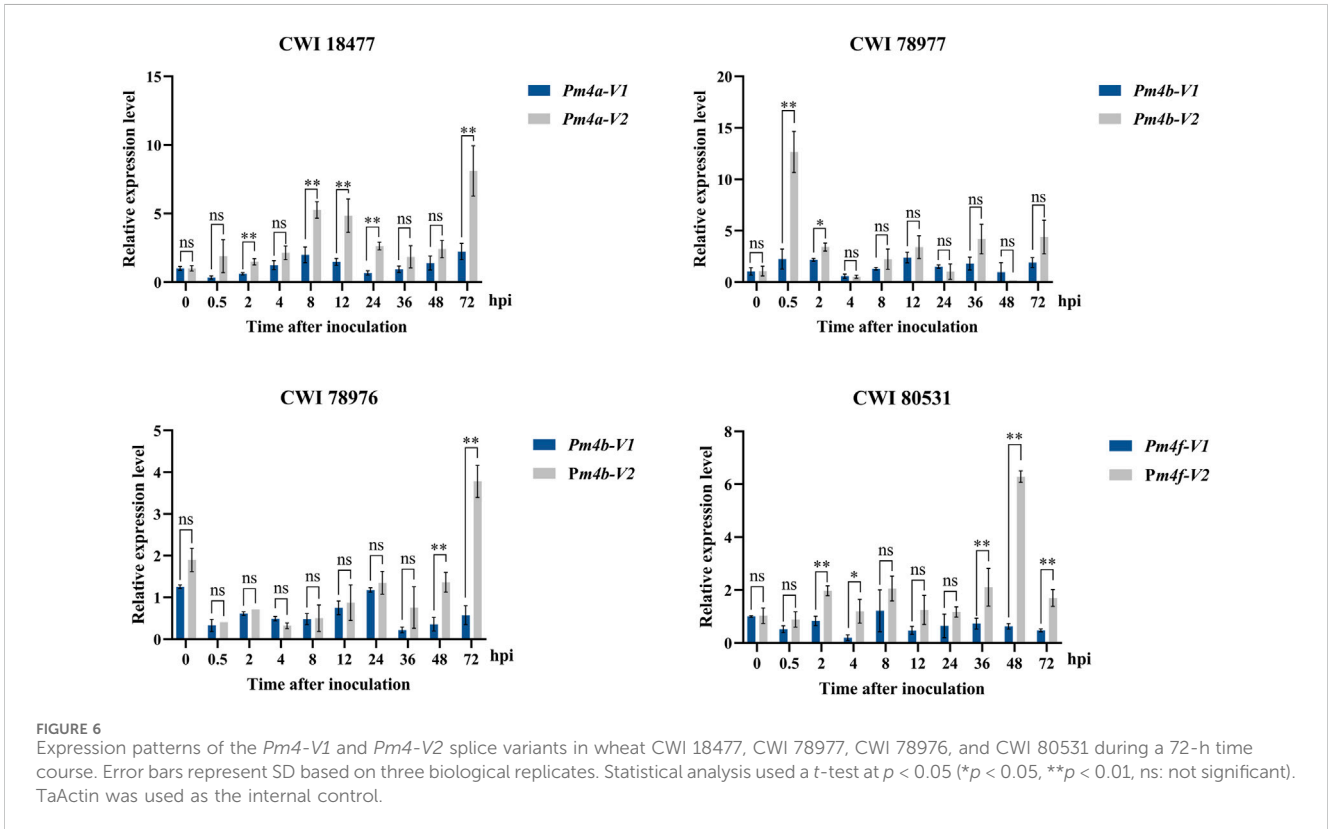 CWI 18477
Relative expression level
15
10
5
0
ns
ns
**
ns
**
**
**
ns
ns
**
0 0.5 2 4 8 12 24 36 48 72 hpi
Time after inoculation
Pm4a-V1
Pm4a-V2
CWI 78977
Relative expression level
20
15
10
5
0
ns
**
*
ns
ns
ns
ns
ns
ns
ns
0 0.5 2 4 8 12 24 36 48 72 hpi
Time after inoculation
Pm4b-V1
Pm4b-V2
CWI 78976
Relative expression level
5
4
3
2
1
0
ns
ns
ns
ns
ns
ns
ns
ns
**
**
0 0.5 2 4 8 12 24 36 48 72 hpi
Time after inoculation
Pm4b-V1
Pm4b-V2
CWI 80531
Relative expression level
8
6
4
2
0
ns
ns
**
*
ns
ns
ns
**
**
**
0 0.5 2 4 8 12 24 36 48 72 hpi
Time after inoculation
Pm4f-V1
Pm4f-V2
FIGURE 6
Expression patterns of the Pm4-V1 and Pm4-V2 splice variants in wheat CWI 18477, CWI 78977, CWI 78976, and CWI 80531 during a 72-h time
course. Error bars represent SD based on three biological replicates. Statistical analysis used a t-test at p < 0.05 (*p < 0.05, **p < 0.01, ns: not significant).
TaActin was used as the internal control.